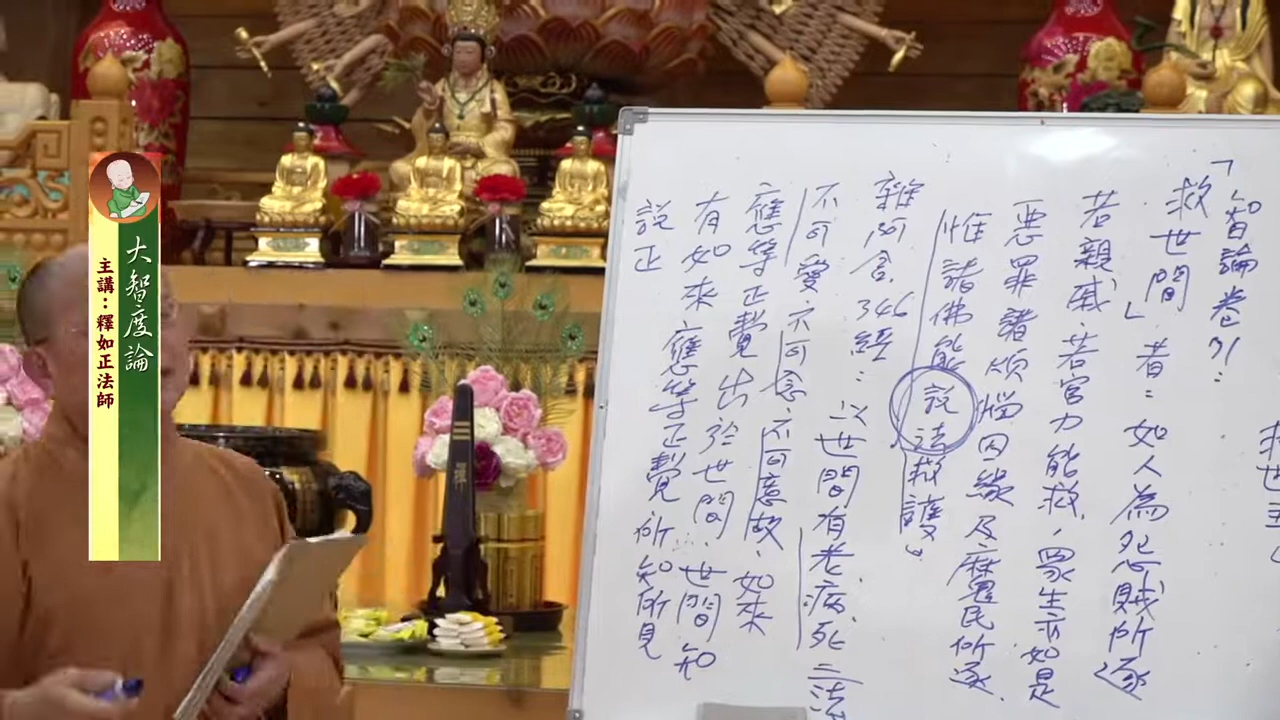 大智度論
主講：釋如正法師
救世主」
「智論卷21：
救世間」者：如人為怨賊所逐
若親戚、若官力能救，眾生亦如是
惡罪諸煩惱因緣及魔民所逐
惟諸佛能說法救護」
雜阿含346經：以世間有老病死三法
不可愛、不可念、不可意故、如來
應等正覺出於世間、世間知
有如來應等正覺所知所見
說正
禪